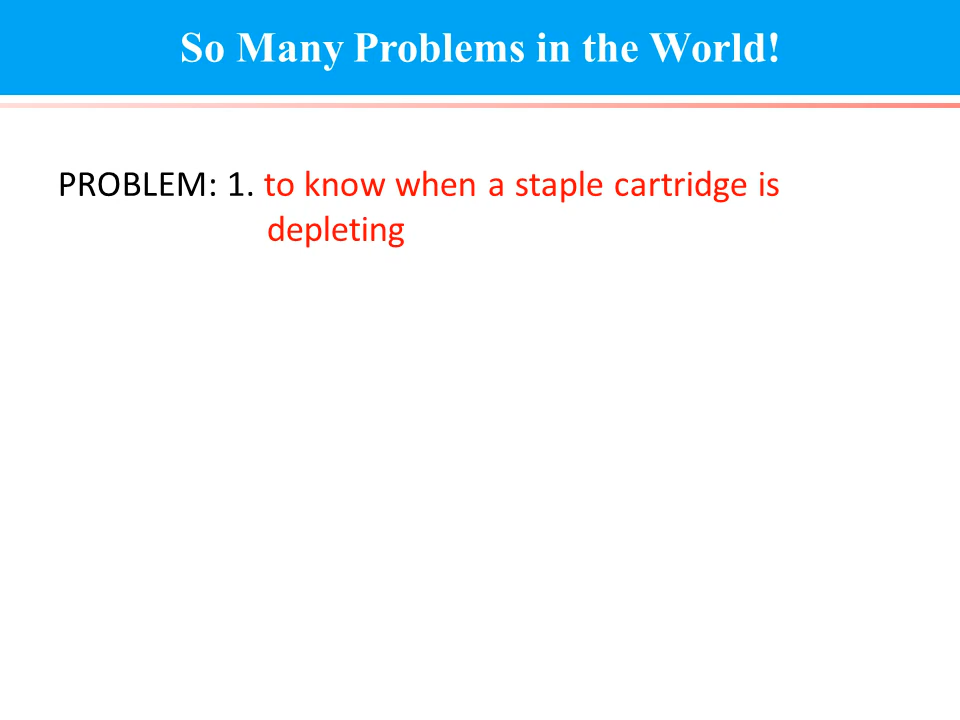 So Many Problems in the World!
PROBLEM: 1. to know when a staple cartridge is
depleting